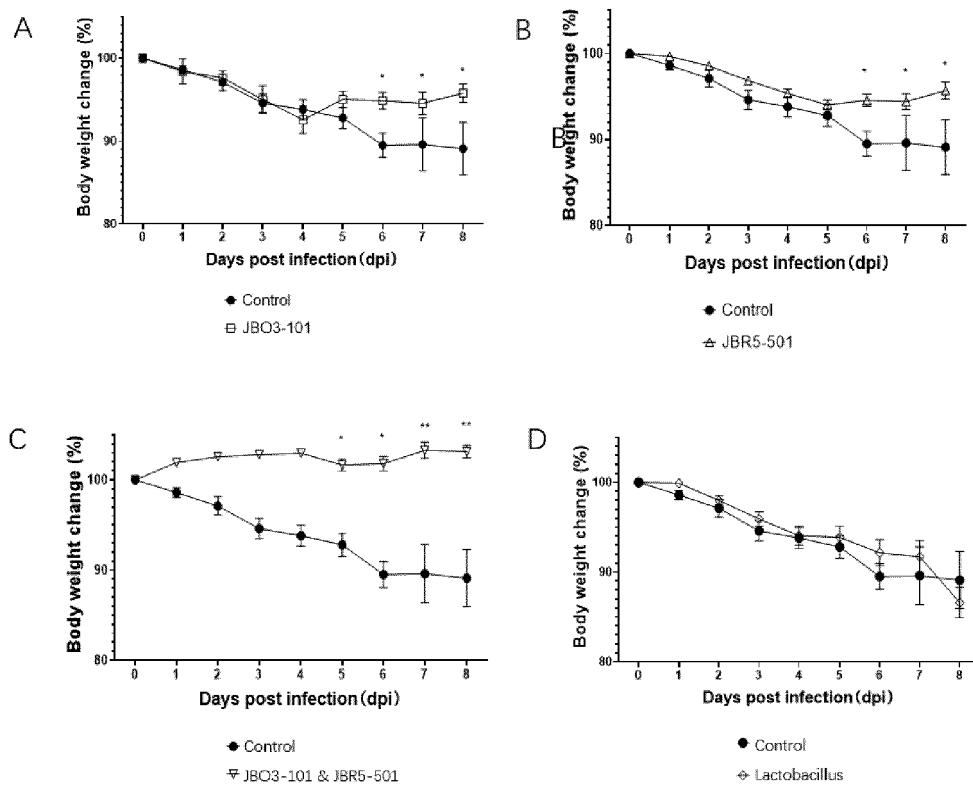 A
Body weight change (%)
100
90
80
* * *
0 1 2 3 4 5 6 7 8
Days post infection(dpi)
Control
JBO3-101
B
B
Body weight change (%)
100
90
80
* * *
0 1 2 3 4 5 6 7 8
Days post infection(dpi)
Control
JBR5-501
C
Body weight change (%)
100
90
80
* * ** **
0 1 2 3 4 5 6 7 8
Days post infection(dpi)
Control
JBO3-101 & JBR5-501
D
Body weight change (%)
100
90
80
0 1 2 3 4 5 6 7 8
Days post infection(dpi)
Control
Lactobacillus